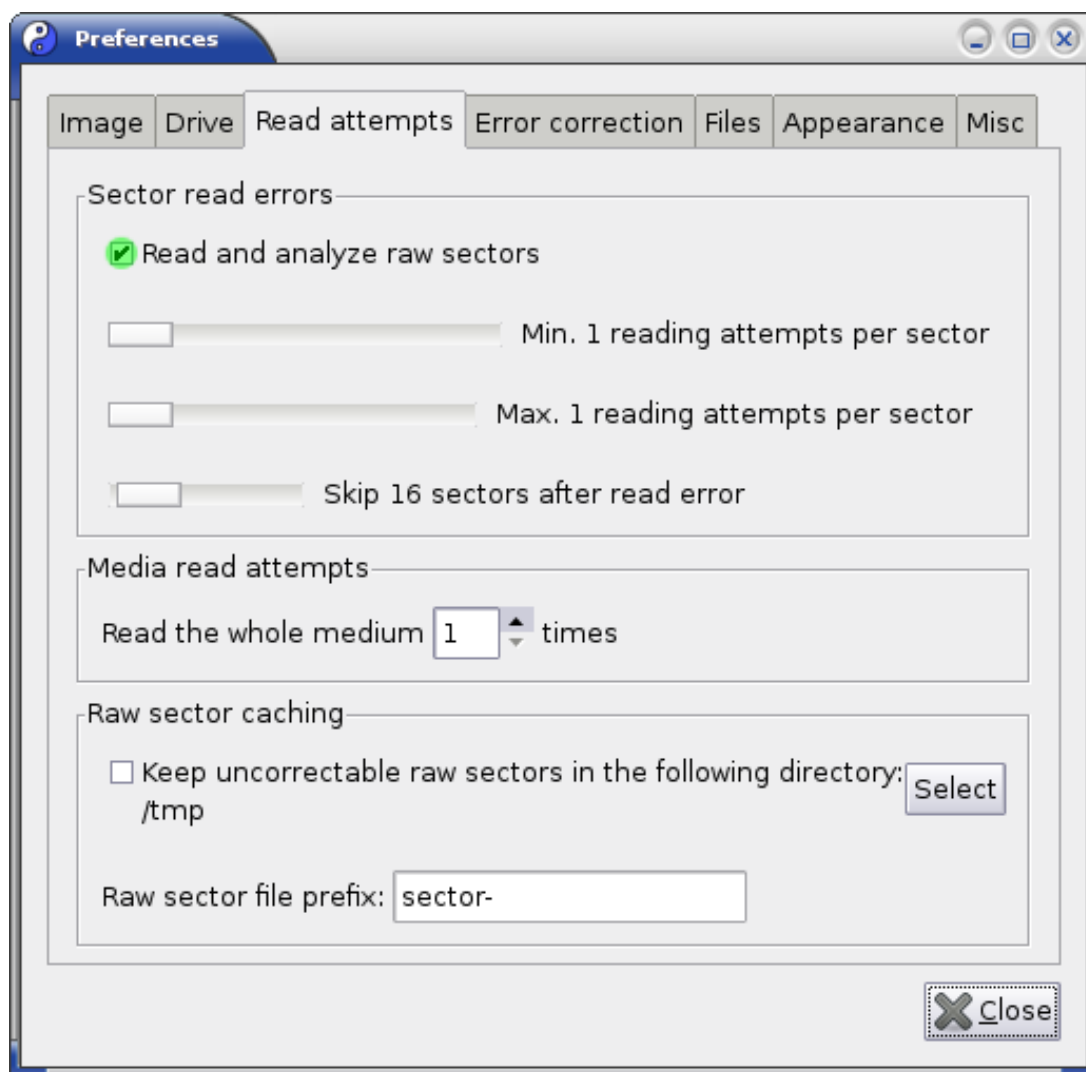 Preferences
Image Drive Read attempts Error correction Files Appearance Misc
Sector read errors
Read and analyze raw sectors
Min. 1 reading attempts per sector
Max. 1 reading attempts per sector
Skip 16 sectors after read error
Media read attempts
Read the whole medium 1 times
Raw sector caching
Keep uncorrectable raw sectors in the following directory: Select
/tmp
Raw sector file prefix: sector-
Close